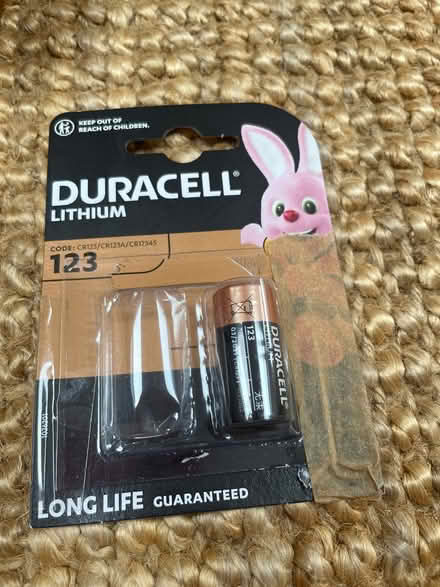 KEEP OUT OF
REACH OF CHILDREN.
DURACELL®
LITHIUM
CODE: CR123/CR123A/CR17345
123
123
DURACELL
LONG LIFE GUARANTEED